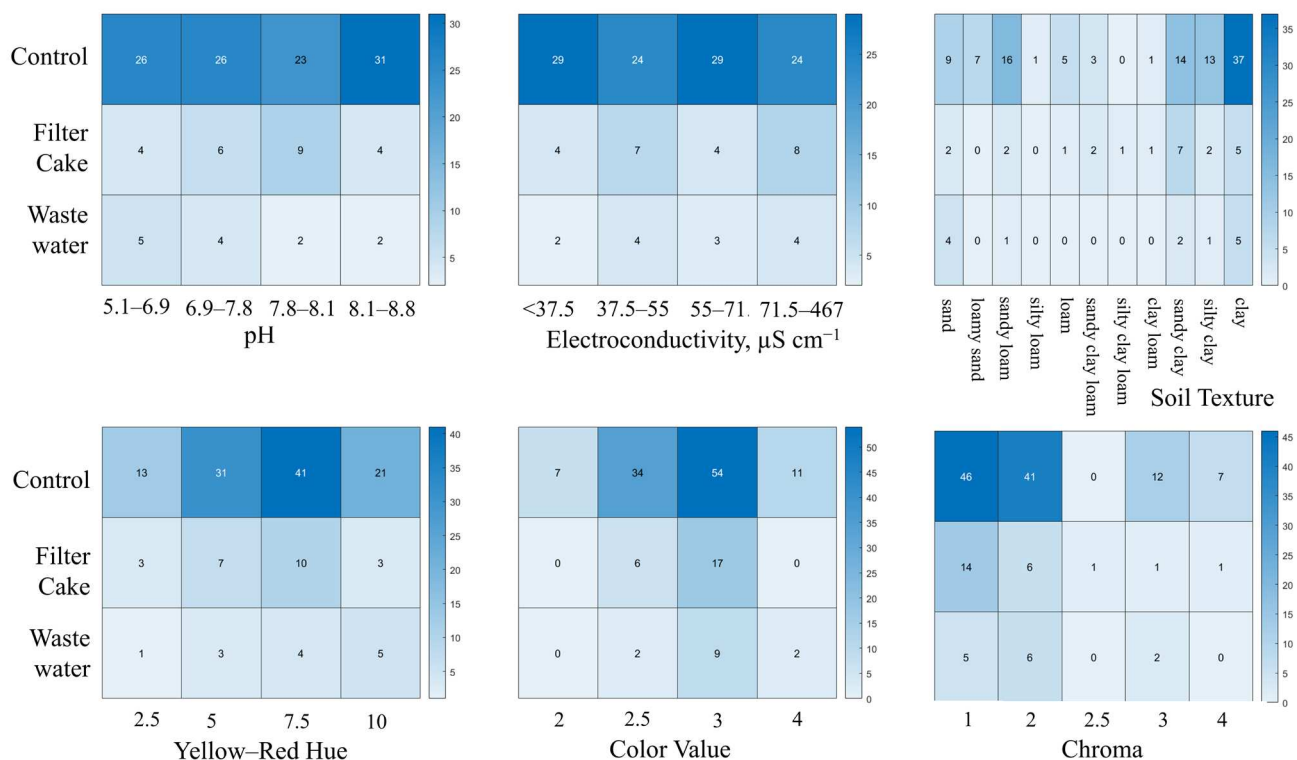 Control 26 26 23 31
Filter Cake 4 6 9 4
Waste water 5 4 2 2
30
25
20
15
10
5
5.1–6.9 6.9–7.8 7.8–8.1 8.1–8.8
pH
29 24 29 24
4 7 4 8
2 4 3 4
25
20
15
10
5
<37.5 37.5–55 55–71. 71.5–467
Electroconductivity, µS cm⁻¹
9 7 16 1 5 3 0 1 14 13 37
2 0 2 0 1 2 1 1 7 2 5
4 0 1 0 0 0 0 0 2 1 5
35
30
25
20
15
10
5
0
sand
loamy sand
sandy loam
silty loam
loam
sandy clay loam
silty clay loam
clay loam
sandy clay
silty clay
clay
Soil Texture
Control 13 31 41 21
Filter Cake 3 7 10 3
Waste water 1 3 4 5
40
35
30
25
20
15
10
5
2.5 5 7.5 10
Yellow–Red Hue
7 34 54 11
0 6 17 0
0 2 9 2
50
45
40
35
30
25
20
15
10
5
0
2 2.5 3 4
Color Value
46 41 0 12 7
14 6 1 1 1
5 6 0 2 0
45
40
35
30
25
20
15
10
5
0
1 2 2.5 3 4
Chroma